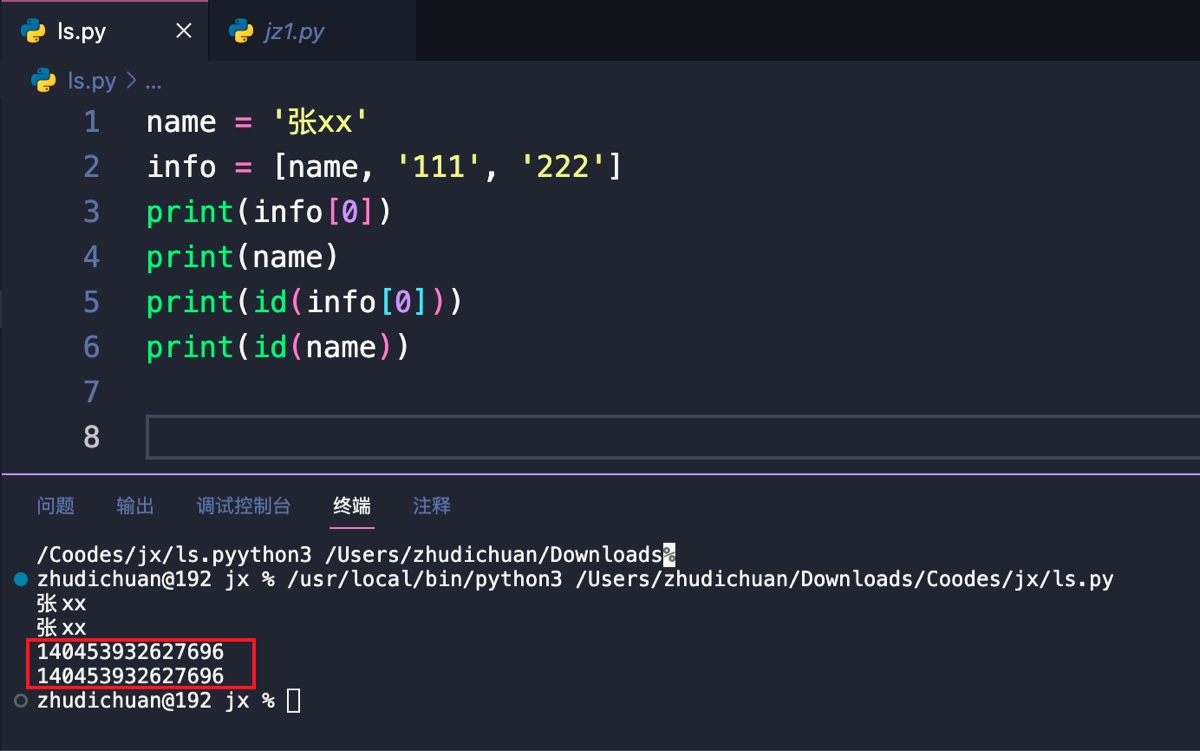 ls.py × jz1.py
ls.py > ...
1 name = '张xx'
2 info = [name, '111', '222']
3 print(info[0])
4 print(name)
5 print(id(info[0]))
6 print(id(name))
7
8
问题 输出 调试控制台 终端 注释
/Coodes/jx/ls.pyython3 /Users/zhudichuan/Downloads%
zhudichuan@192 jx % /usr/local/bin/python3 /Users/zhudichuan/Downloads/Coodes/jx/ls.py
张xx
张xx
140453932627696
140453932627696
zhudichuan@192 jx %